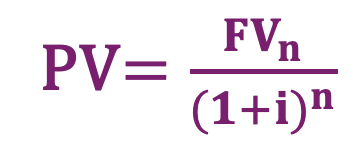 PV= FVₙ
(1+i)ⁿ